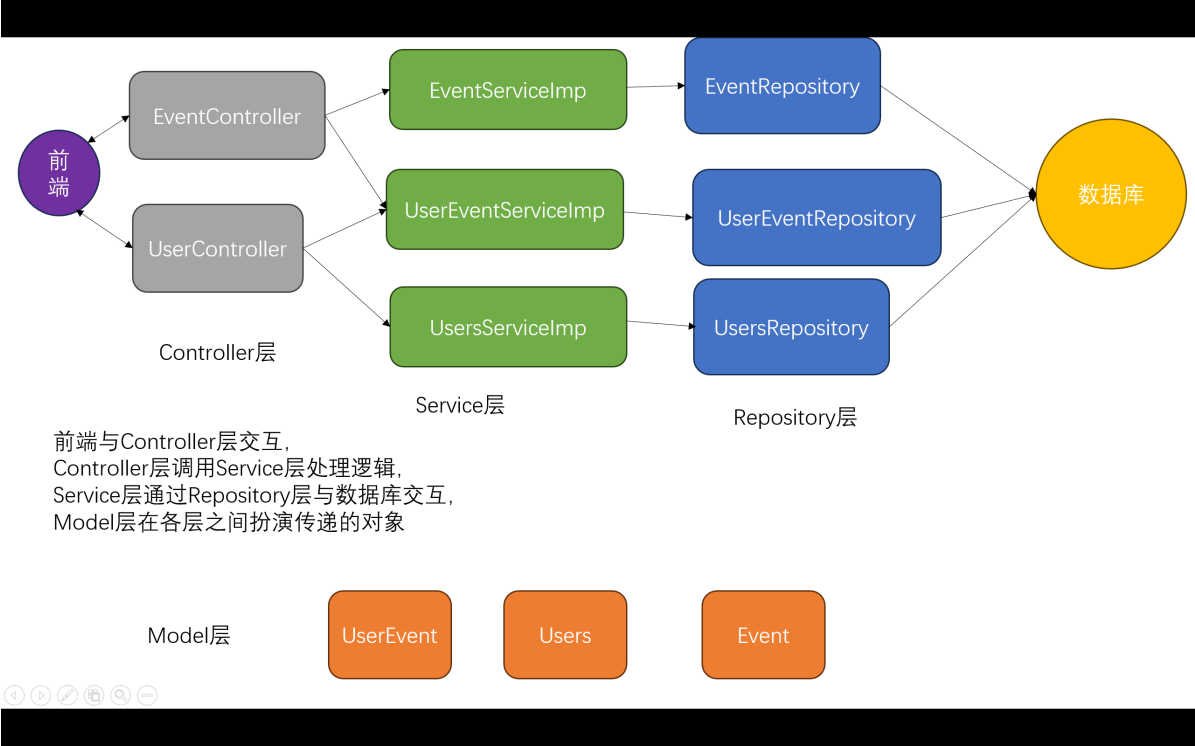 前
端
EventController
UserController
Controller层
EventServiceImp
UserEventServiceImp
UsersServiceImp
Service层
EventRepository
UserEventRepository
UsersRepository
Repository层
数据库
前端与Controller层交互,
Controller层调用Service层处理逻辑,
Service层通过Repository层与数据库交互,
Model层在各层之间扮演传递的对象
Model层
UserEvent
Users
Event